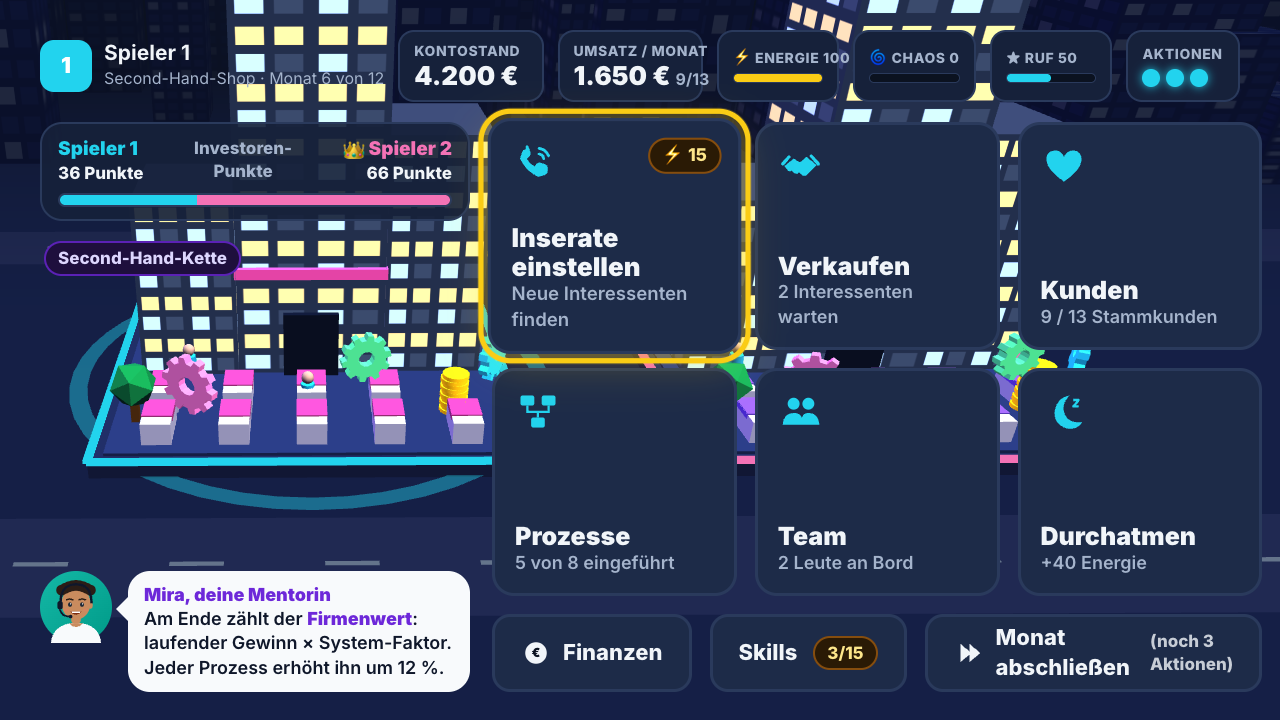 1
Spieler 1
Second-Hand-Shop · Monat 6 von 12
KONTOSTAND
4.200 €
UMSATZ / MONAT
1.650 € 9/13
⚡ ENERGIE 100
🌀 CHAOS 0
★ RUF 50
AKTIONEN
Spieler 1
36 Punkte
Investoren-
Punkte
👑 Spieler 2
66 Punkte
Second-Hand-Kette
⚡ 15
Inserate
einstellen
Neue Interessenten
finden
Verkaufen
2 Interessenten
warten
Kunden
9 / 13 Stammkunden
Prozesse
5 von 8 eingeführt
Team
2 Leute an Bord
Durchatmen
+40 Energie
Mira, deine Mentorin
Am Ende zählt der Firmenwert:
laufender Gewinn × System-Faktor.
Jeder Prozess erhöht ihn um 12 %.
Finanzen
Skills 3/15
Monat
abschließen
(noch 3
Aktionen)